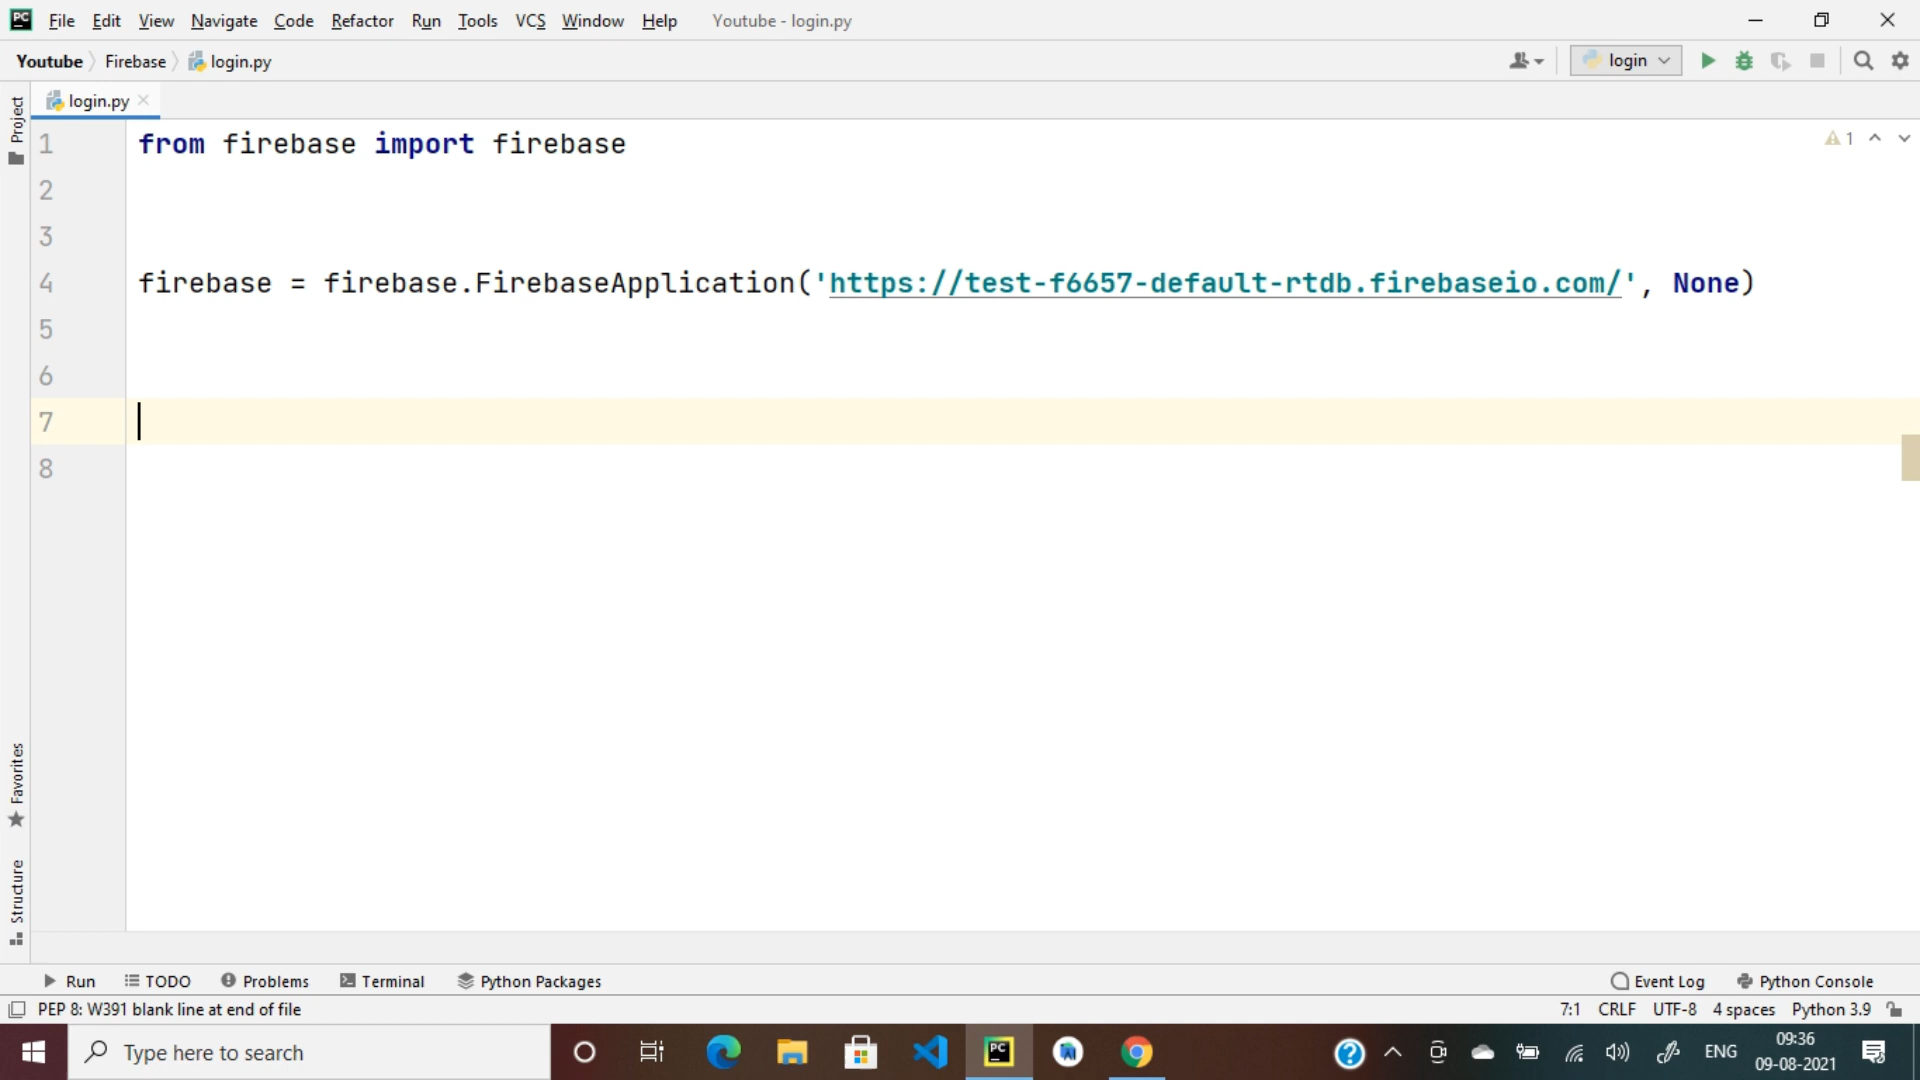 PC File Edit View Navigate Code Refactor Run Tools VCS Window Help Youtube - login.py
Youtube Firebase login.py login
login.py
Project
1 from firebase import firebase 1
2
3
4 firebase = firebase.FirebaseApplication('https://test-f6657-default-rtdb.firebaseio.com/', None)
5
6
7
8
Favorites
Structure
Run TODO Problems Terminal Python Packages Event Log Python Console
PEP 8: W391 blank line at end of file 7:1 CRLF UTF-8 4 spaces Python 3.9
Type here to search PC ENG 09:36
09-08-2021